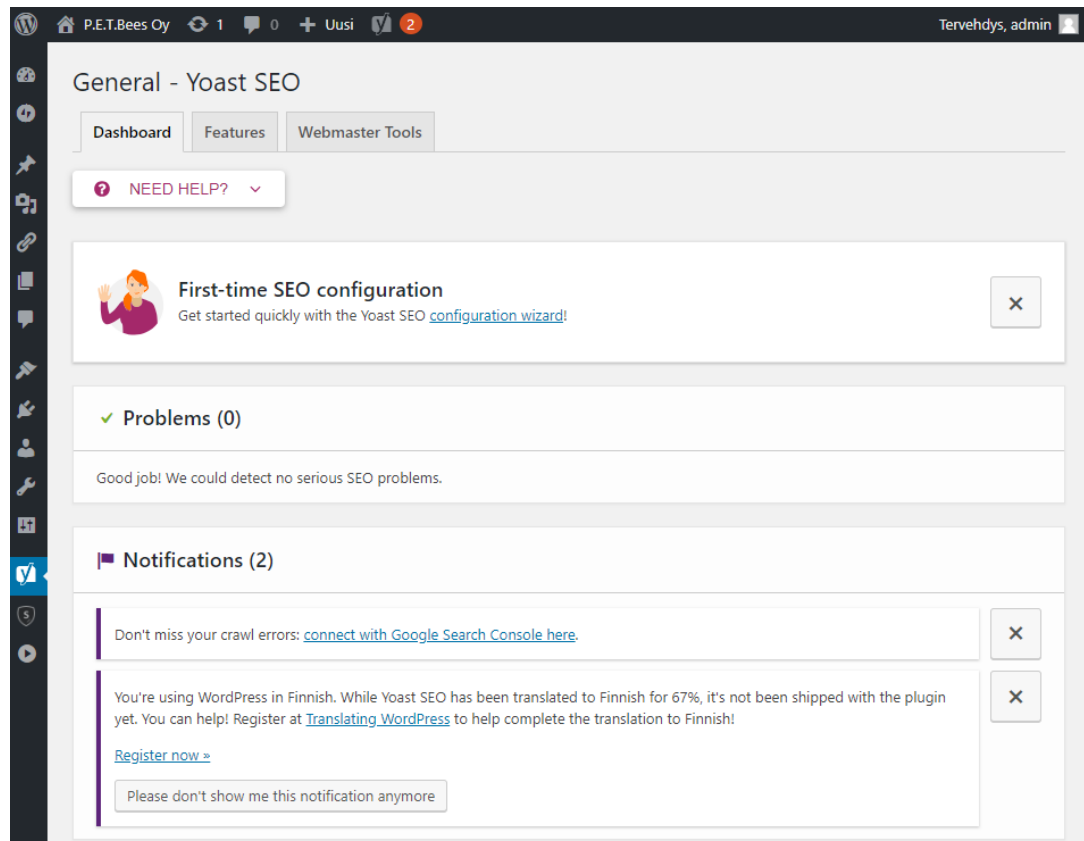 P.E.T.Bees Oy 1 0 Uusi 2 Tervehdys, admin
General - Yoast SEO
Dashboard Features Webmaster Tools
NEED HELP?
First-time SEO configuration
Get started quickly with the Yoast SEO configuration wizard!
Problems (0)
Good job! We could detect no serious SEO problems.
Notifications (2)
Don't miss your crawl errors: connect with Google Search Console here.
You're using WordPress in Finnish. While Yoast SEO has been translated to Finnish for 67%, it's not been shipped with the plugin
yet. You can help! Register at Translating WordPress to help complete the translation to Finnish!
Register now »
Please don't show me this notification anymore